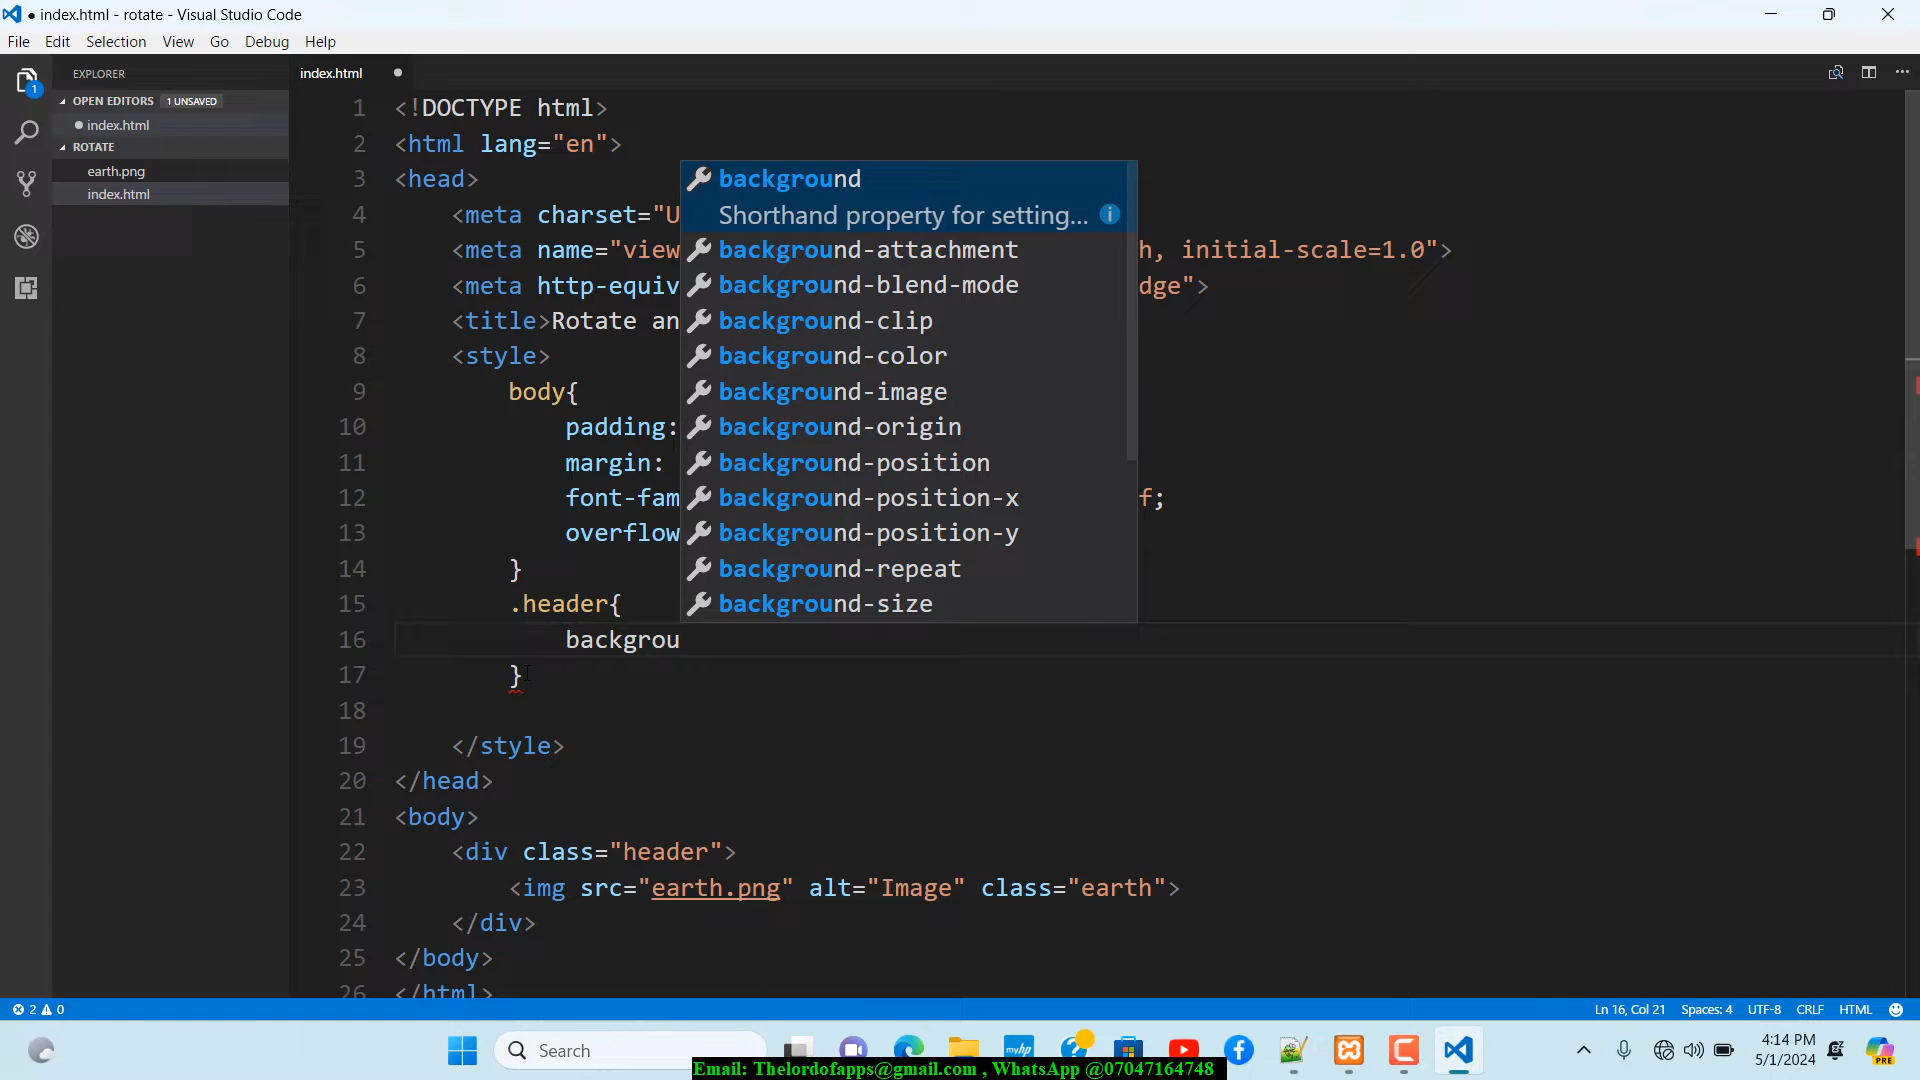 ● index.html - rotate - Visual Studio Code
File Edit Selection View Go Debug Help
EXPLORER
OPEN EDITORS 1 UNSAVED
● index.html
ROTATE
earth.png
index.html
1
index.html ●
1 <!DOCTYPE html>
2 <html lang="en">
3 <head>
4 <meta charset="U
5 <meta name="view h, initial-scale=1.0">
6 <meta http-equiv dge">
7 <title>Rotate an
8 <style>
9 body{
10 padding:
11 margin:
12 font-fam f;
13 overflow
14 }
15 .header{
16 backgrou
17 }
18
19 </style>
20 </head>
21 <body>
22 <div class="header">
23 <img src="earth.png" alt="Image" class="earth">
24 </div>
25 </body>
26 </html>
background
Shorthand property for setting...
background-attachment
background-blend-mode
background-clip
background-color
background-image
background-origin
background-position
background-position-x
background-position-y
background-repeat
background-size
2 0
Ln 16, Col 21 Spaces: 4 UTF-8 CRLF HTML
Search
myhp
4:14 PM
5/1/2024
PRE
Email: Thelordofapps@gmail.com , WhatsApp @07047164748